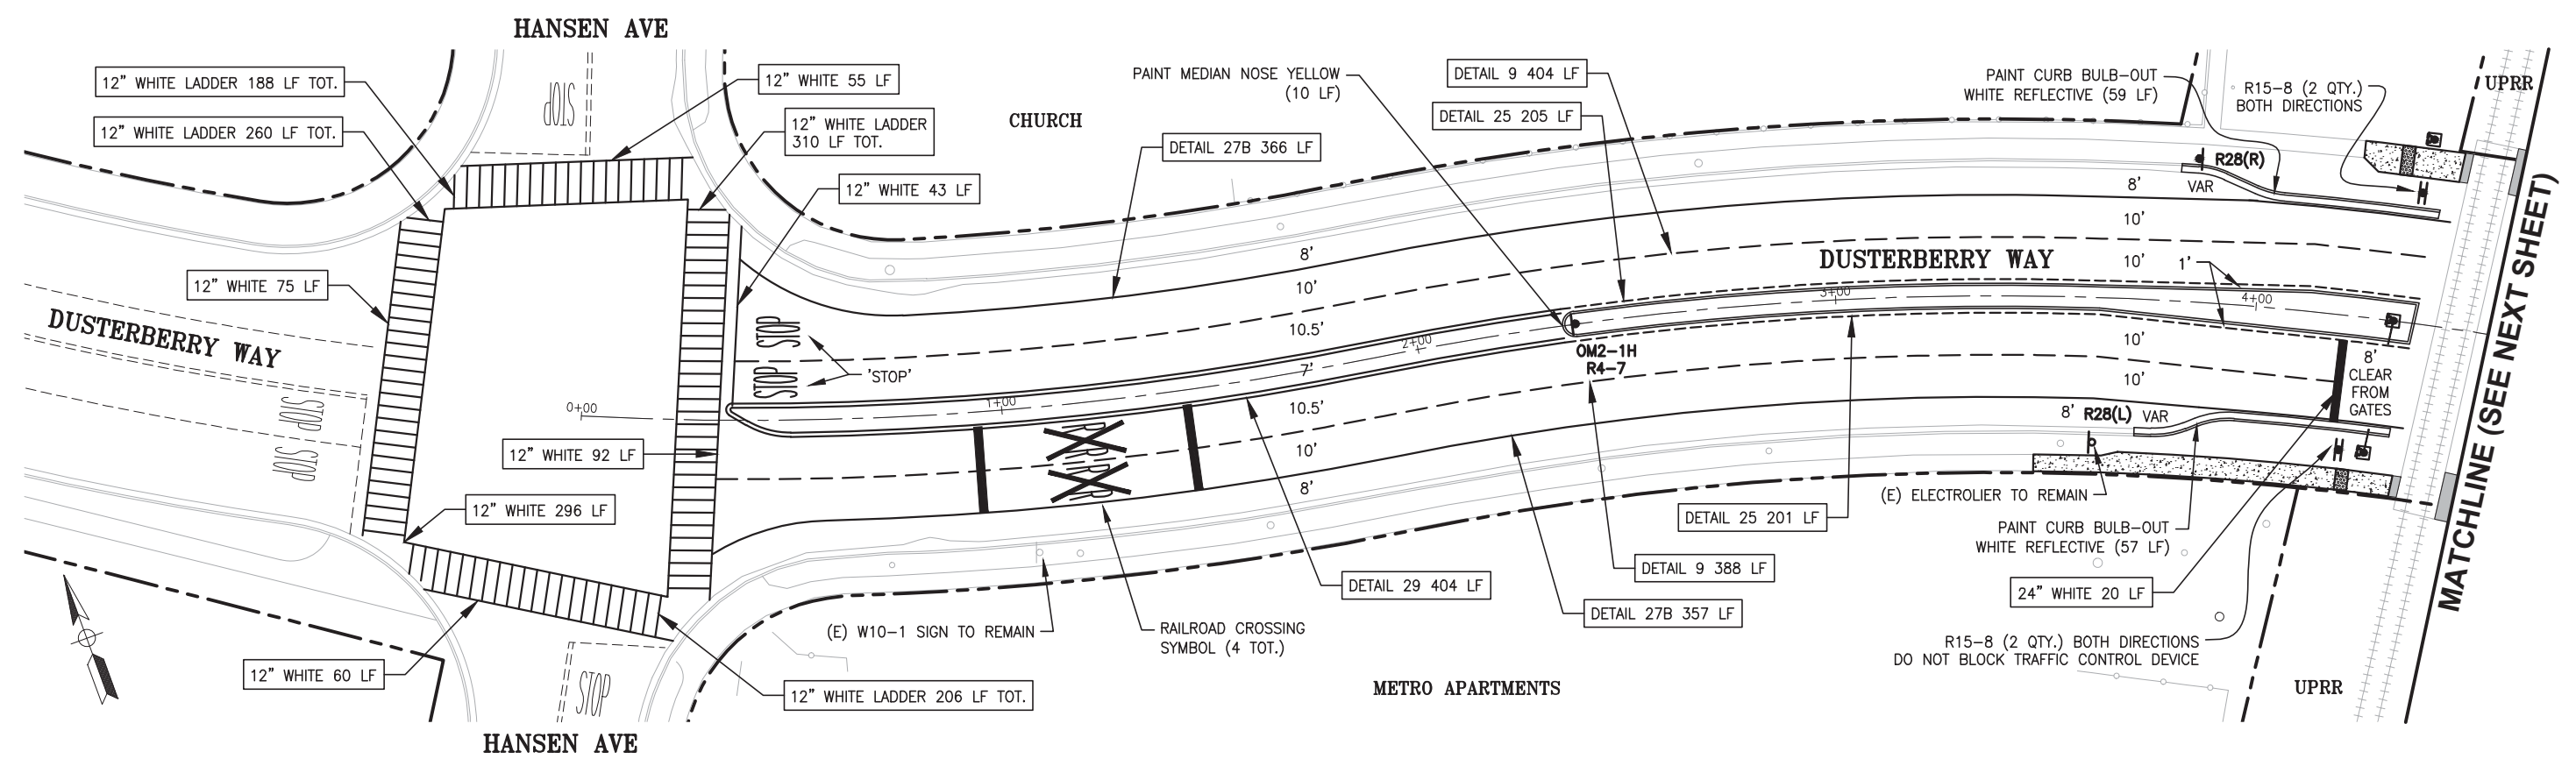 HANSEN AVE
12" WHITE LADDER 188 LF TOT.
12" WHITE LADDER 260 LF TOT.
12" WHITE 75 LF
DUSTERBERRY WAY
STOP
STOP
STOP
12" WHITE 55 LF
12" WHITE LADDER
310 LF TOT.
12" WHITE 43 LF
CHURCH
DETAIL 27B 366 LF
PAINT MEDIAN NOSE YELLOW
(10 LF)
DETAIL 9 404 LF
DETAIL 25 205 LF
PAINT CURB BULB-OUT
WHITE REFLECTIVE (59 LF)
R15-8 (2 QTY.)
BOTH DIRECTIONS
UPRR
R28(R)
8'
VAR
10'
DUSTERBERRY WAY
10'
1'
8'
10'
10.5'
7'
10.5'
10'
8'
STOP
STOP
'STOP'
0+00
1+00
2+00
3+00
4+00
OM2-1H
R4-7
10'
10'
8'
R28(L)
VAR
8'
CLEAR
FROM
GATES
12" WHITE 92 LF
12" WHITE 296 LF
RR
RR
(E) ELECTROLIER TO REMAIN
DETAIL 25 201 LF
PAINT CURB BULB-OUT
WHITE REFLECTIVE (57 LF)
DETAIL 9 388 LF
DETAIL 29 404 LF
24" WHITE 20 LF
DETAIL 27B 357 LF
(E) W10-1 SIGN TO REMAIN
RAILROAD CROSSING
SYMBOL (4 TOT.)
R15-8 (2 QTY.) BOTH DIRECTIONS
DO NOT BLOCK TRAFFIC CONTROL DEVICE
12" WHITE 60 LF
STOP
12" WHITE LADDER 206 LF TOT.
METRO APARTMENTS
UPRR
HANSEN AVE
MATCHLINE (SEE NEXT SHEET)